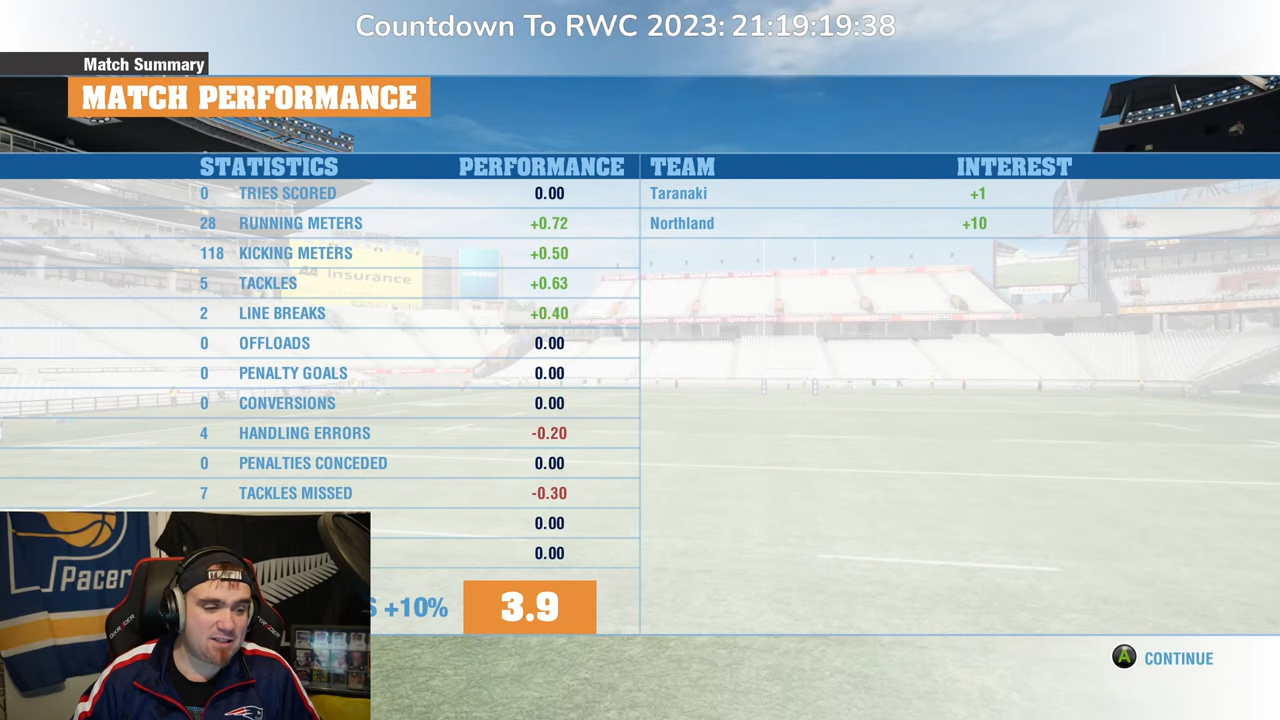 Countdown To RWC 2023: 21:19:19:38
Match Summary
MATCH PERFORMANCE
STATISTICS PERFORMANCE TEAM INTEREST
0 TRIES SCORED 0.00 Taranaki +1
28 RUNNING METERS +0.72 Northland +10
118 KICKING METERS +0.50
AA Insurance
5 TACKLES +0.63
2 LINE BREAKS +0.40
0 OFFLOADS 0.00
0 PENALTY GOALS 0.00
0 CONVERSIONS 0.00
4 HANDLING ERRORS -0.20
0 PENALTIES CONCEDED 0.00
7 TACKLES MISSED -0.30
0.00
0.00
Pacer
S +10% 3.9
A CONTINUE